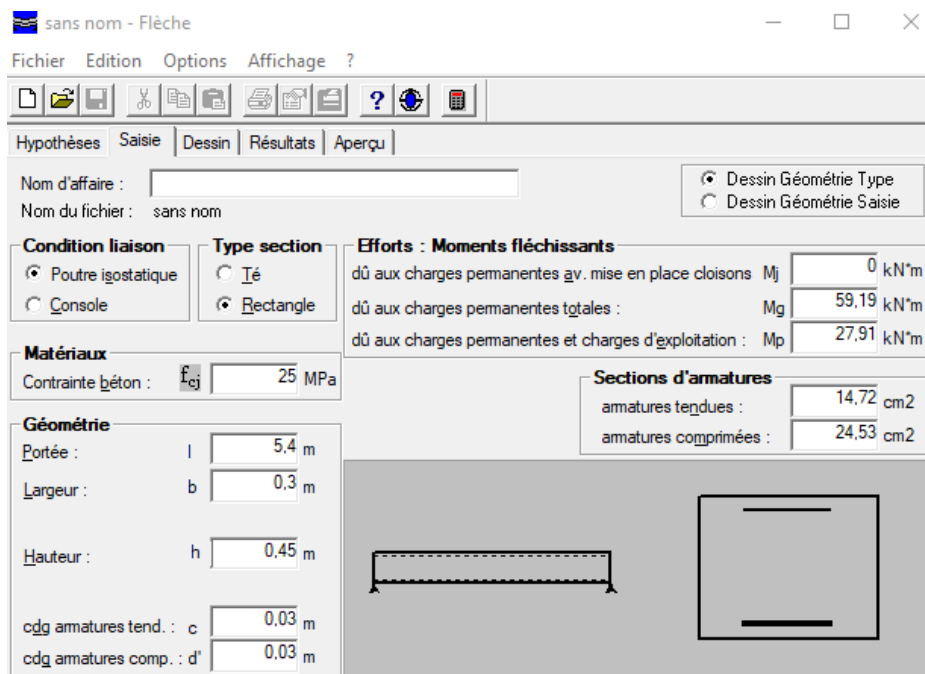 sans nom - Flèche
Fichier Edition Options Affichage ?
Hypothèses Saisie Dessin Résultats Aperçu
Nom d'affaire :
Nom du fichier : sans nom
Dessin Géométrie Type
Dessin Géométrie Saisie
Condition liaison
Poutre isostatique
Console
Type section
Té
Rectangle
Efforts : Moments fléchissants
dû aux charges permanentes av. mise en place cloisons Mj 0 kN*m
dû aux charges permanentes totales : Mg 59,19 kN*m
dû aux charges permanentes et charges d'exploitation : Mp 27,91 kN*m
Matériaux
Contrainte béton : fcj 25 MPa
Sections d'armatures
armatures tendues : 14,72 cm2
armatures comprimées : 24,53 cm2
Géométrie
Portée : l 5,4 m
Largeur : b 0,3 m
Hauteur : h 0,45 m
cdg armatures tend. : c 0,03 m
cdg armatures comp. : d' 0,03 m